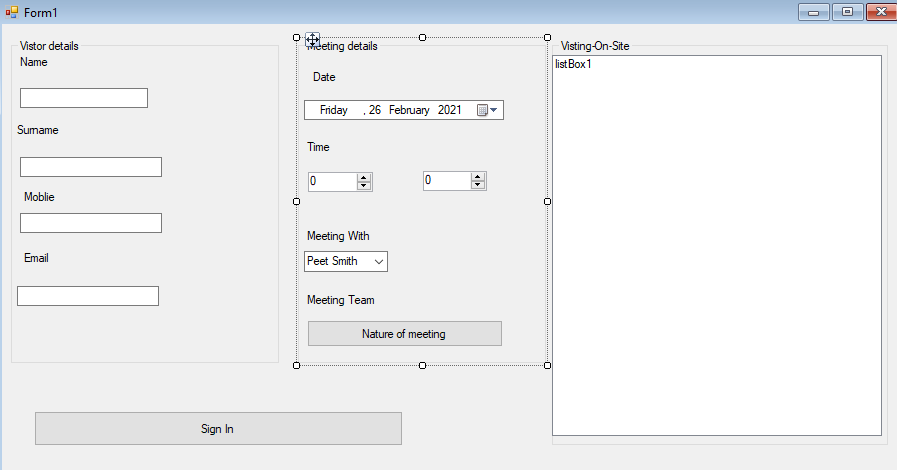 Form1
Vistor details
Name
Surname
Moblie
Email
Meeting details
Date
Friday , 26 February 2021
Time
0 0
Meeting With
Peet Smith
Meeting Team
Nature of meeting
Visting-On-Site
listBox1
Sign In